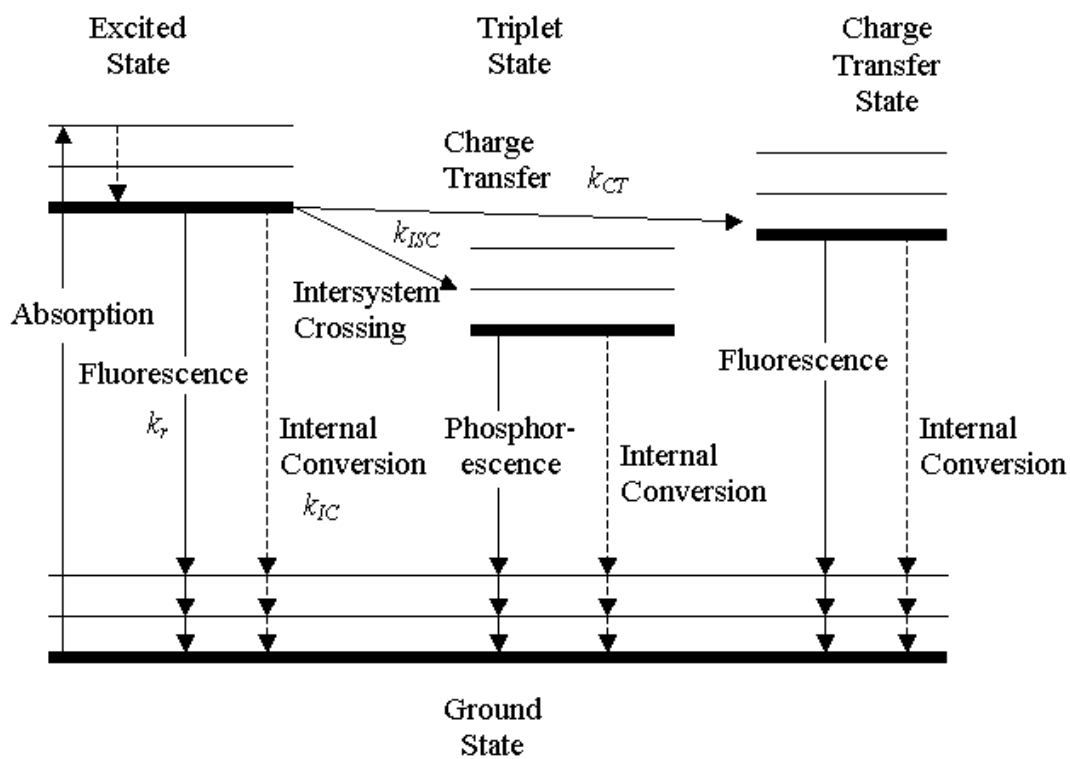 Excited
State
Triplet
State
Charge
Transfer
State
Charge
Transfer
k_CT
k_ISC
Intersystem
Crossing
Absorption
Fluorescence
k_r
Internal
Conversion
k_IC
Phosphor-
escence
Internal
Conversion
Fluorescence
Internal
Conversion
Ground
State